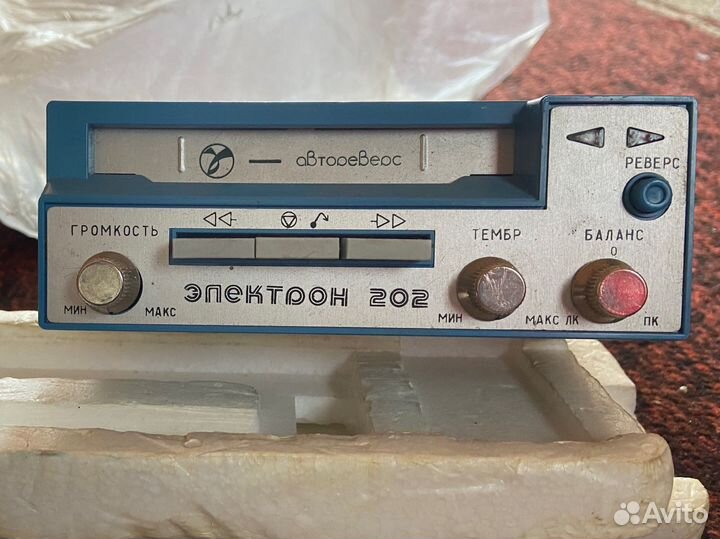 автореверс
РЕВЕРС
ГРОМКОСТЬ
ТЕМБР
БАЛАНС
0
ЭЛЕКТРОН 202
МИН МАКС
МИН МАКС
ЛК ПК
Avito